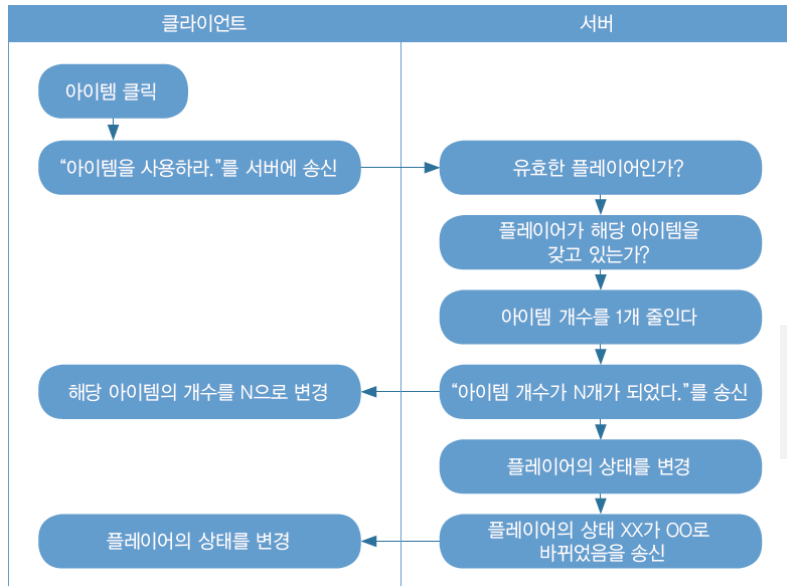 클라이언트
서버
아이템 클릭
“아이템을 사용하라.”를 서버에 송신
유효한 플레이어인가?
플레이어가 해당 아이템을
갖고 있는가?
아이템 개수를 1개 줄인다
해당 아이템의 개수를 N으로 변경
“아이템 개수가 N개가 되었다.”를 송신
플레이어의 상태를 변경
플레이어의 상태를 변경
플레이어의 상태 XX가 OO로
바뀌었음을 송신